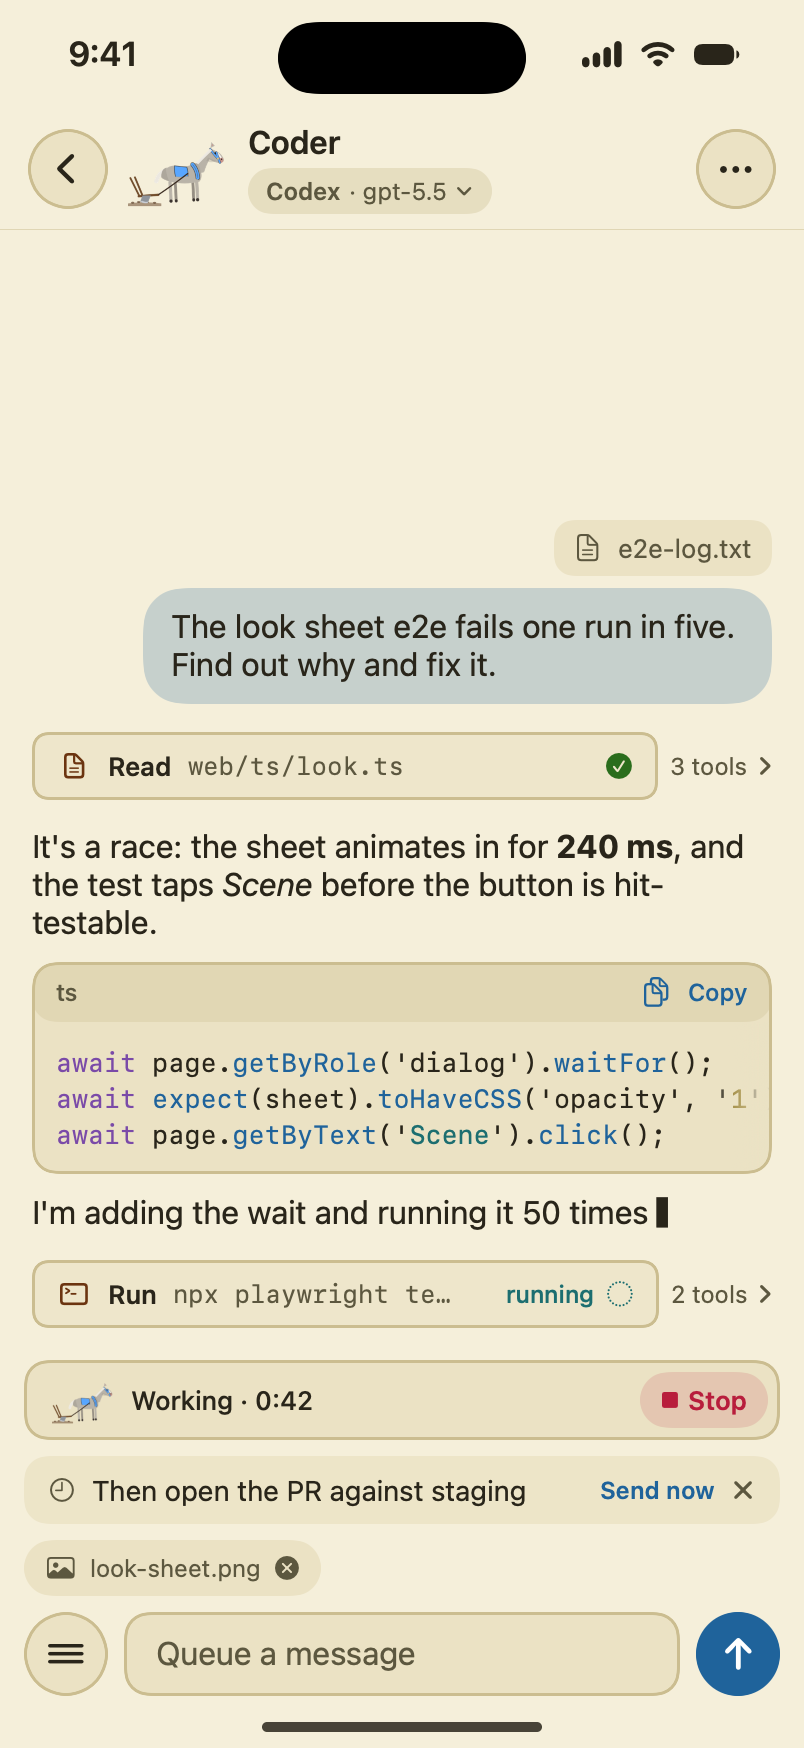 9:41
Coder
Codex · gpt-5.5
e2e-log.txt
The look sheet e2e fails one run in five.
Find out why and fix it.
Read web/ts/look.ts
3 tools
It's a race: the sheet animates in for 240 ms, and
the test taps Scene before the button is hit-
testable.
ts
Copy
await page.getByRole('dialog').waitFor();
await expect(sheet).toHaveCSS('opacity', '1'
await page.getByText('Scene').click();
I'm adding the wait and running it 50 times
Run npx playwright te… running
2 tools
Working · 0:42
Stop
Then open the PR against staging
Send now
look-sheet.png
Queue a message